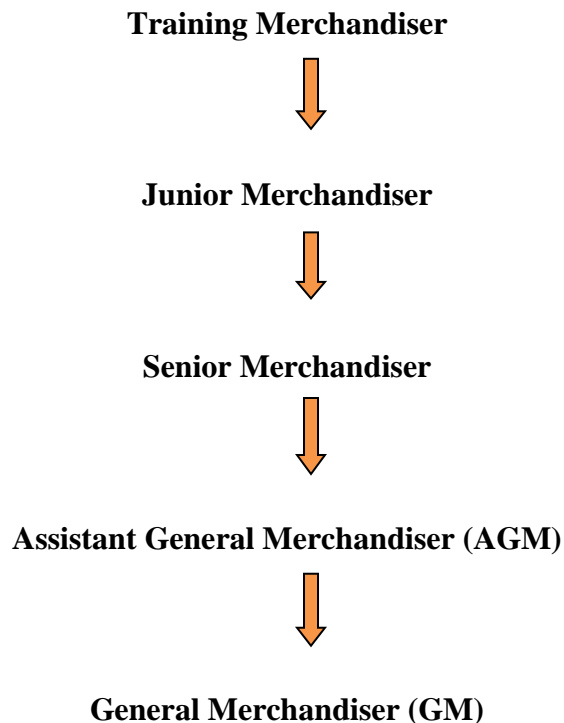 Training Merchandiser
Junior Merchandiser
Senior Merchandiser
Assistant General Merchandiser (AGM)
General Merchandiser (GM)